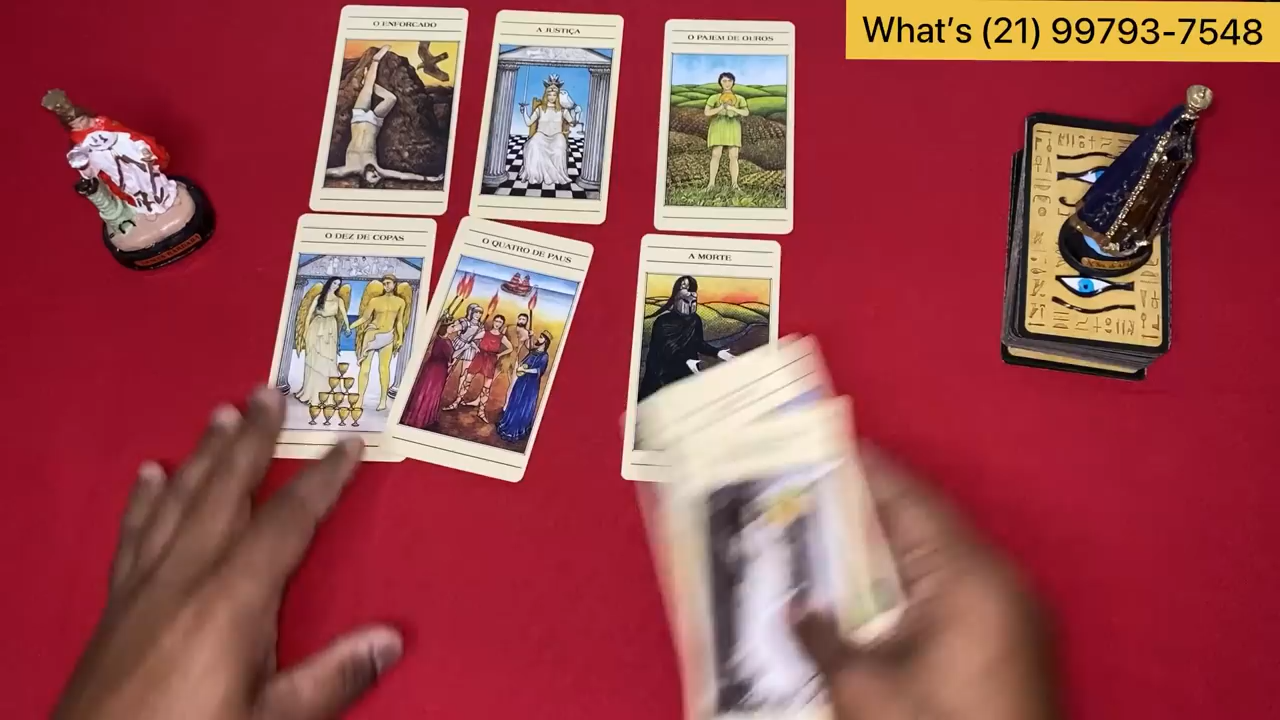 What's (21) 99793-7548
O ENFORCADO
A JUSTIÇA
O PAJEM DE OUROS
O DEZ DE COPAS
O QUATRO DE PAUS
A MORTE